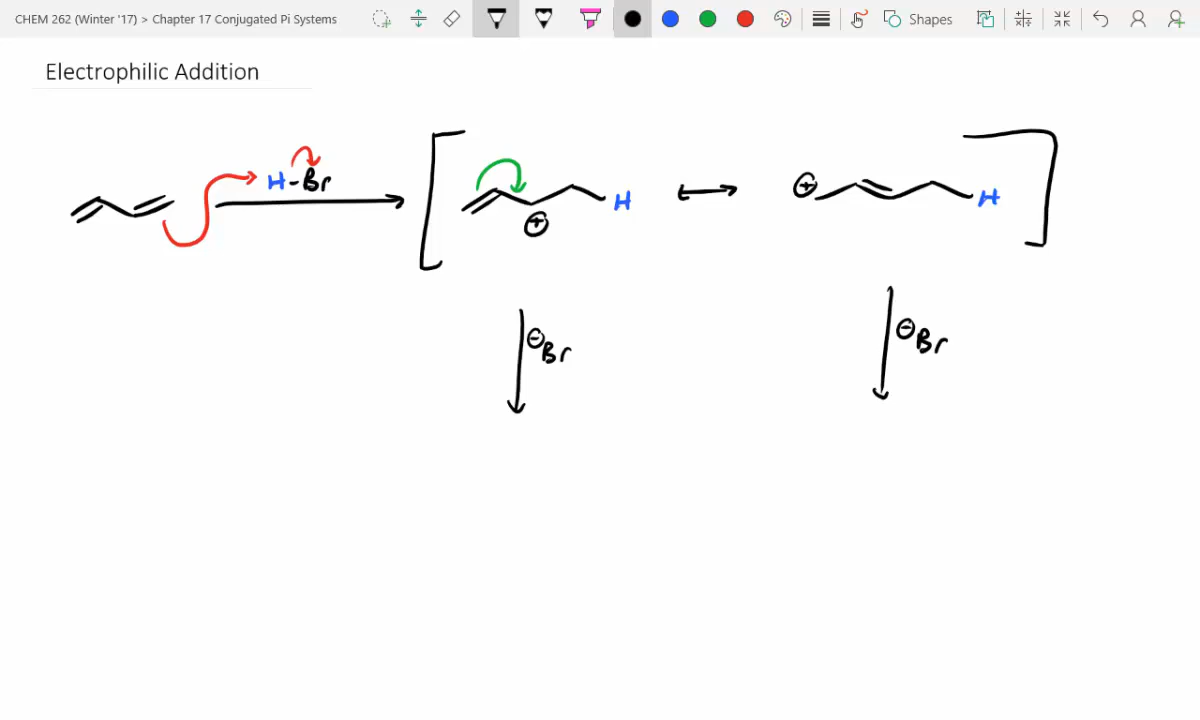 CHEM 262 (Winter '17) > Chapter 17 Conjugated Pi Systems
Shapes
Electrophilic Addition
H-Br
⊕ H
⊕ H
⊖Br
⊖Br